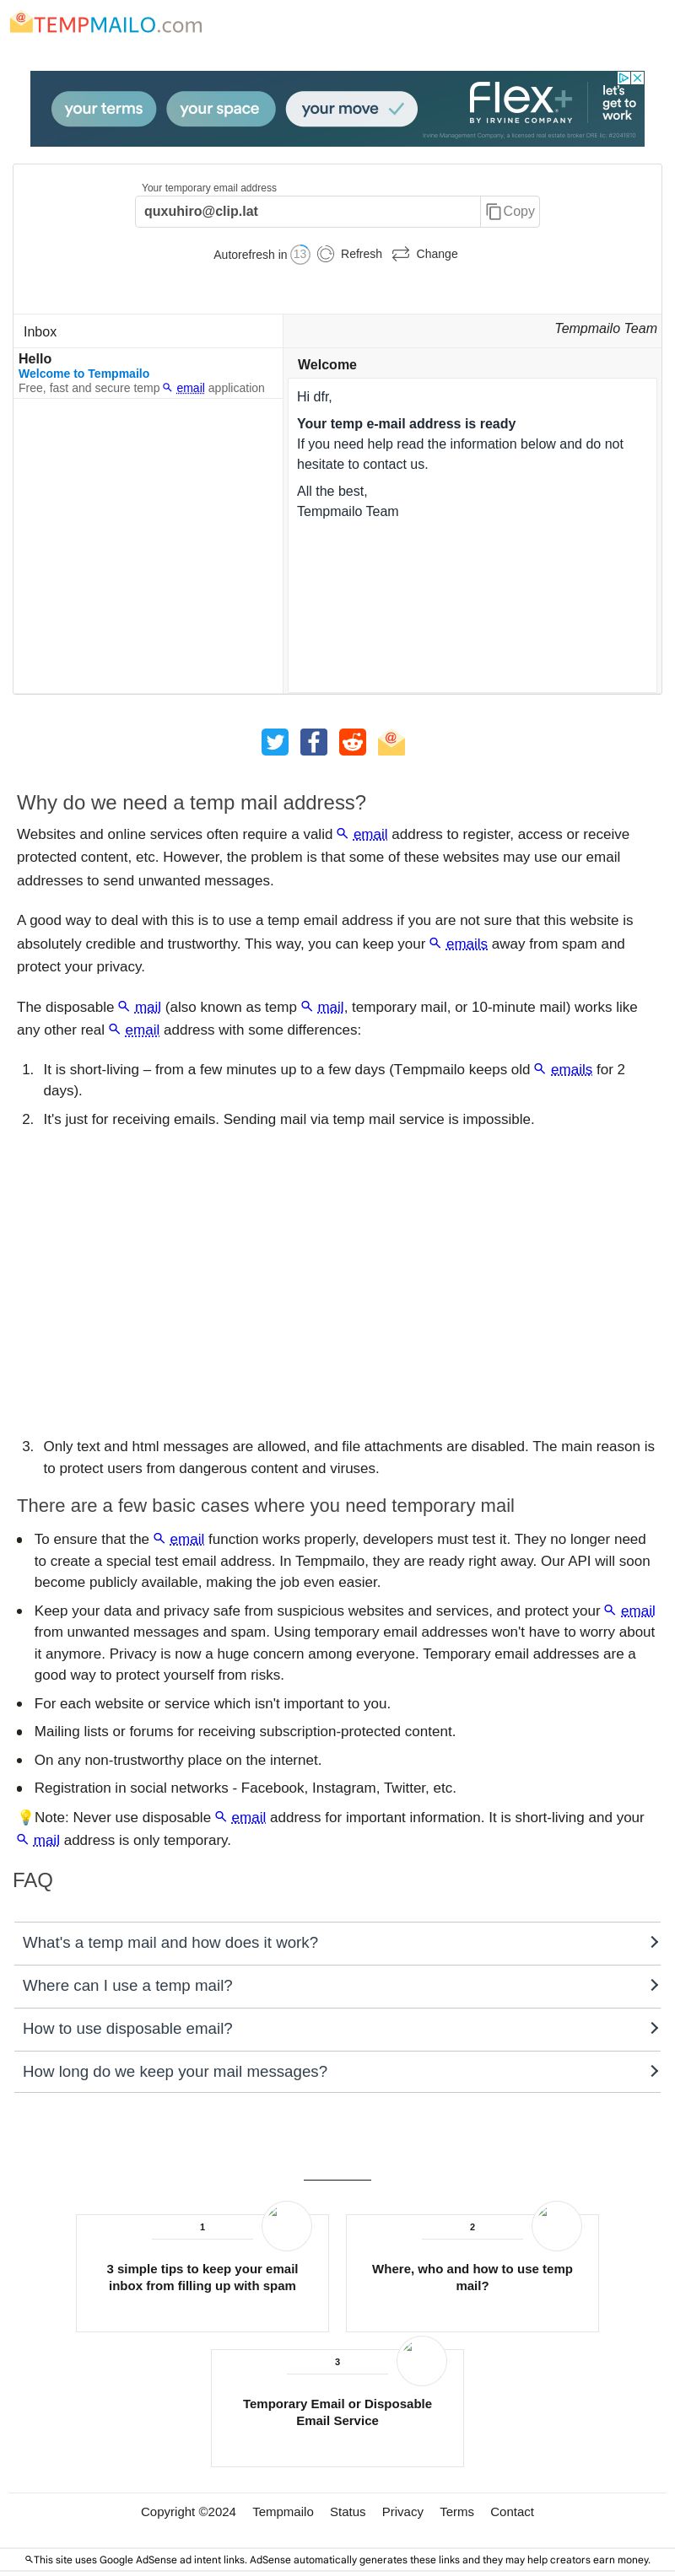 TEMPMAILO.com
your terms your space your move Flex+ let's get to work
BY IRVINE COMPANY
Irvine Management Company, a licensed real estate broker DRE lic. #02041810
Your temporary email address
quxuhiro@clip.lat Copy
Autorefresh in 13 Refresh Change
Inbox
Tempmailo Team
Hello
Welcome to Tempmailo
Free, fast and secure temp email application
Welcome
Hi dfr,
Your temp e-mail address is ready
If you need help read the information below and do not
hesitate to contact us.
All the best,
Tempmailo Team
Why do we need a temp mail address?
Websites and online services often require a valid email address to register, access or receive
protected content, etc. However, the problem is that some of these websites may use our email
addresses to send unwanted messages.
A good way to deal with this is to use a temp email address if you are not sure that this website is
absolutely credible and trustworthy. This way, you can keep your emails away from spam and
protect your privacy.
The disposable mail (also known as temp mail, temporary mail, or 10-minute mail) works like
any other real email address with some differences:
1. It is short-living – from a few minutes up to a few days (Tempmailo keeps old emails for 2
days).
2. It's just for receiving emails. Sending mail via temp mail service is impossible.
3. Only text and html messages are allowed, and file attachments are disabled. The main reason is
to protect users from dangerous content and viruses.
There are a few basic cases where you need temporary mail
To ensure that the email function works properly, developers must test it. They no longer need
to create a special test email address. In Tempmailo, they are ready right away. Our API will soon
become publicly available, making the job even easier.
Keep your data and privacy safe from suspicious websites and services, and protect your email
from unwanted messages and spam. Using temporary email addresses won't have to worry about
it anymore. Privacy is now a huge concern among everyone. Temporary email addresses are a
good way to protect yourself from risks.
For each website or service which isn't important to you.
Mailing lists or forums for receiving subscription-protected content.
On any non-trustworthy place on the internet.
Registration in social networks - Facebook, Instagram, Twitter, etc.
💡Note: Never use disposable email address for important information. It is short-living and your
mail address is only temporary.
FAQ
What's a temp mail and how does it work?
Where can I use a temp mail?
How to use disposable email?
How long do we keep your mail messages?
1
3 simple tips to keep your email
inbox from filling up with spam
2
Where, who and how to use temp
mail?
3
Temporary Email or Disposable
Email Service
Copyright ©2024 Tempmailo Status Privacy Terms Contact
This site uses Google AdSense ad intent links. AdSense automatically generates these links and they may help creators earn money.